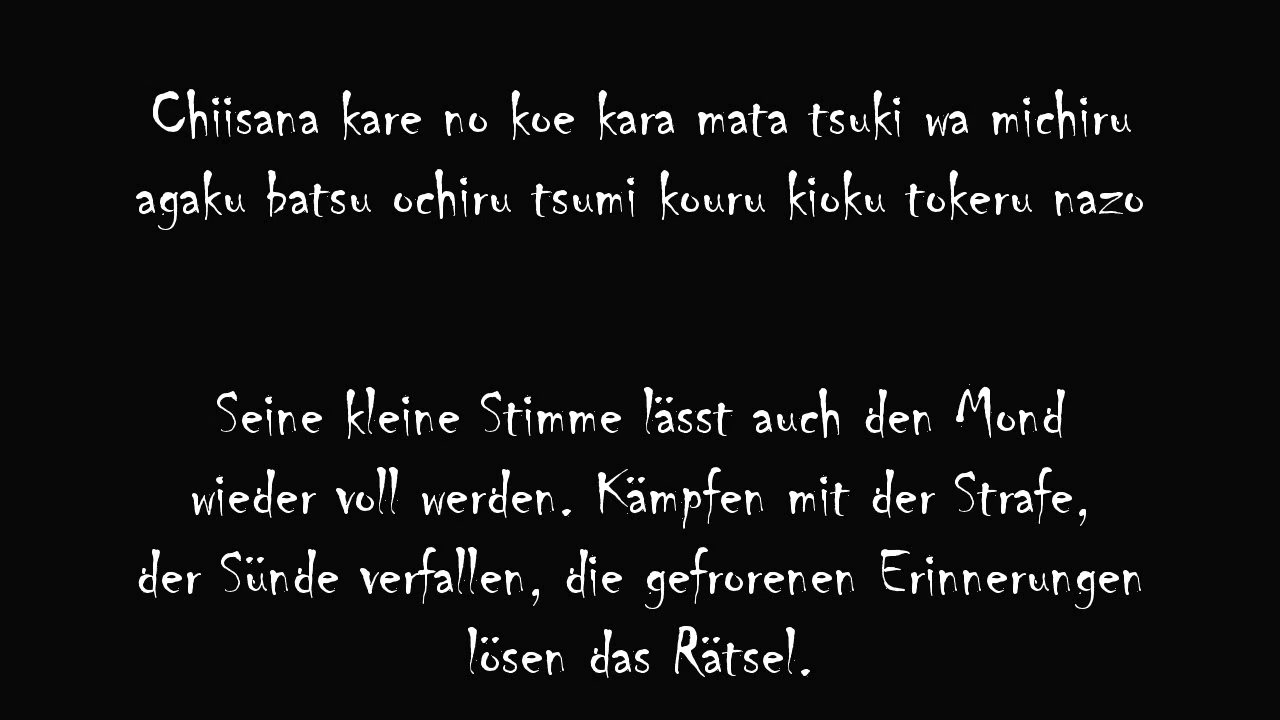 Chiisana kare no koe kara mata tsuki wa michiru
agaku batsu ochiru tsumi kouru kioku tokeru nazo
Seine kleine Stimme lässt auch den Mond
wieder voll werden. Kämpfen mit der Strafe,
der Sünde verfallen, die gefrorenen Erinnerungen
lösen das Rätsel.